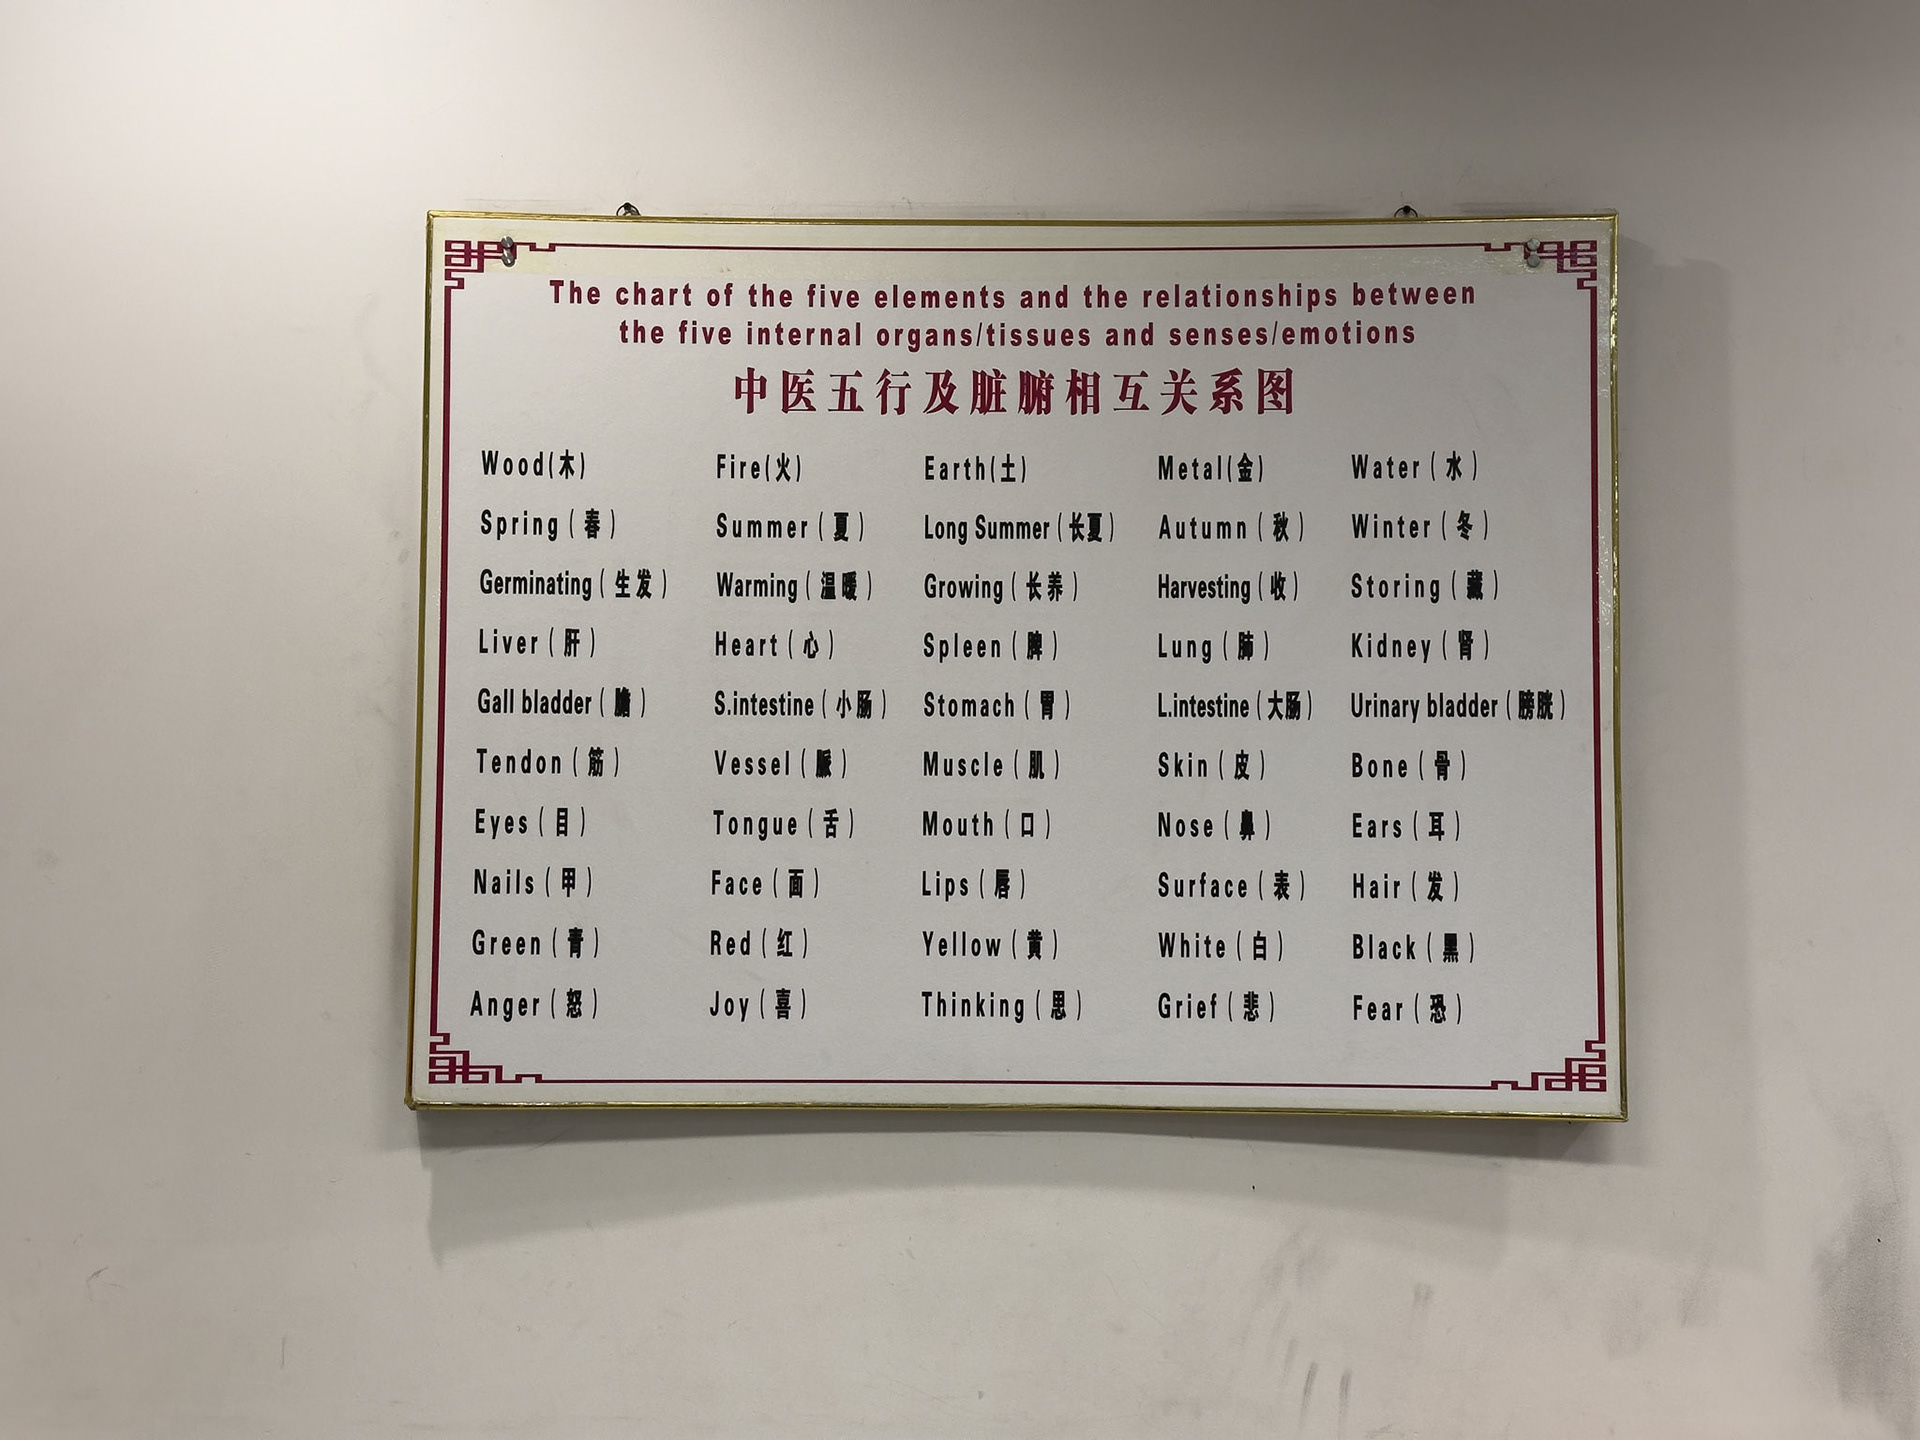 The chart of the five elements and the relationships between
the five internal organs/tissues and senses/emotions
中医五行及脏腑相互关系图
Wood(木) Fire(火) Earth(土) Metal(金) Water(水)
Spring(春) Summer(夏) Long Summer(长夏) Autumn(秋) Winter(冬)
Germinating(生发) Warming(温暖) Growing(长养) Harvesting(收) Storing(藏)
Liver(肝) Heart(心) Spleen(脾) Lung(肺) Kidney(肾)
Gall bladder(膽) S.intestine(小肠) Stomach(胃) L.intestine(大肠) Urinary bladder(膀胱)
Tendon(筋) Vessel(脈) Muscle(肌) Skin(皮) Bone(骨)
Eyes(目) Tongue(舌) Mouth(口) Nose(鼻) Ears(耳)
Nails(甲) Face(面) Lips(唇) Surface(表) Hair(发)
Green(青) Red(红) Yellow(黄) White(白) Black(黑)
Anger(怒) Joy(喜) Thinking(思) Grief(悲) Fear(恐)